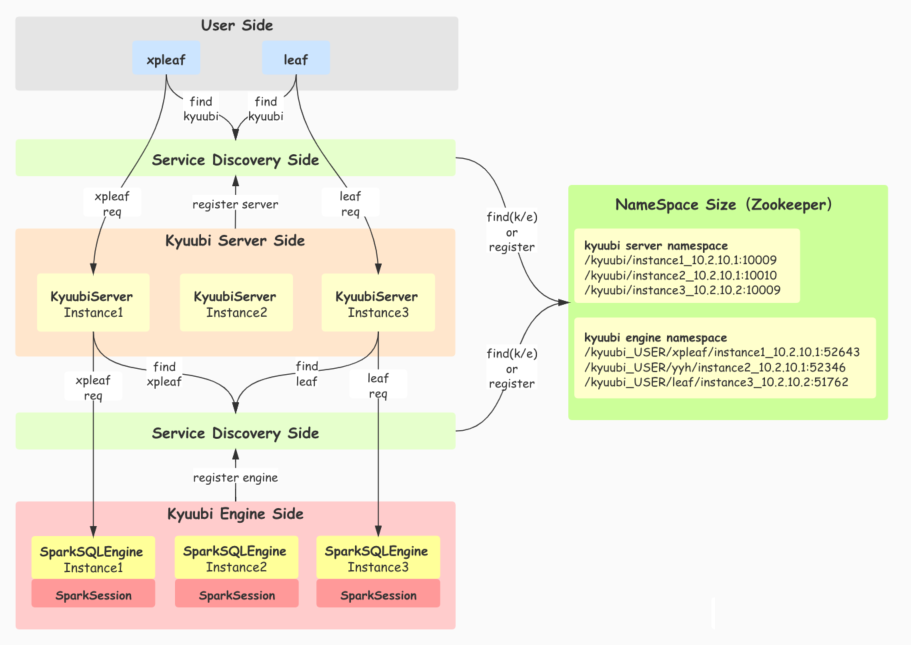 User Side
xpleaf
leaf
find
kyuubi
find
kyuubi
Service Discovery Side
xpleaf
req
register server
leaf
req
Kyuubi Server Side
KyuubiServer
Instance1
KyuubiServer
Instance2
KyuubiServer
Instance3
xpleaf
req
find
xpleaf
find
leaf
leaf
req
Service Discovery Side
register engine
Kyuubi Engine Side
SparkSQLEngine
Instance1
SparkSession
SparkSQLEngine
Instance2
SparkSession
SparkSQLEngine
Instance3
SparkSession
find(k/e)
or
register
find(k/e)
or
register
NameSpace Size（Zookeeper）
kyuubi server namespace
/kyuubi/instance1_10.2.10.1:10009
/kyuubi/instance2_10.2.10.1:10010
/kyuubi/instance3_10.2.10.2:10009
kyuubi engine namespace
/kyuubi_USER/xpleaf/instance1_10.2.10.1:52643
/kyuubi_USER/yyh/instance2_10.2.10.1:52346
/kyuubi_USER/leaf/instance3_10.2.10.2:51762